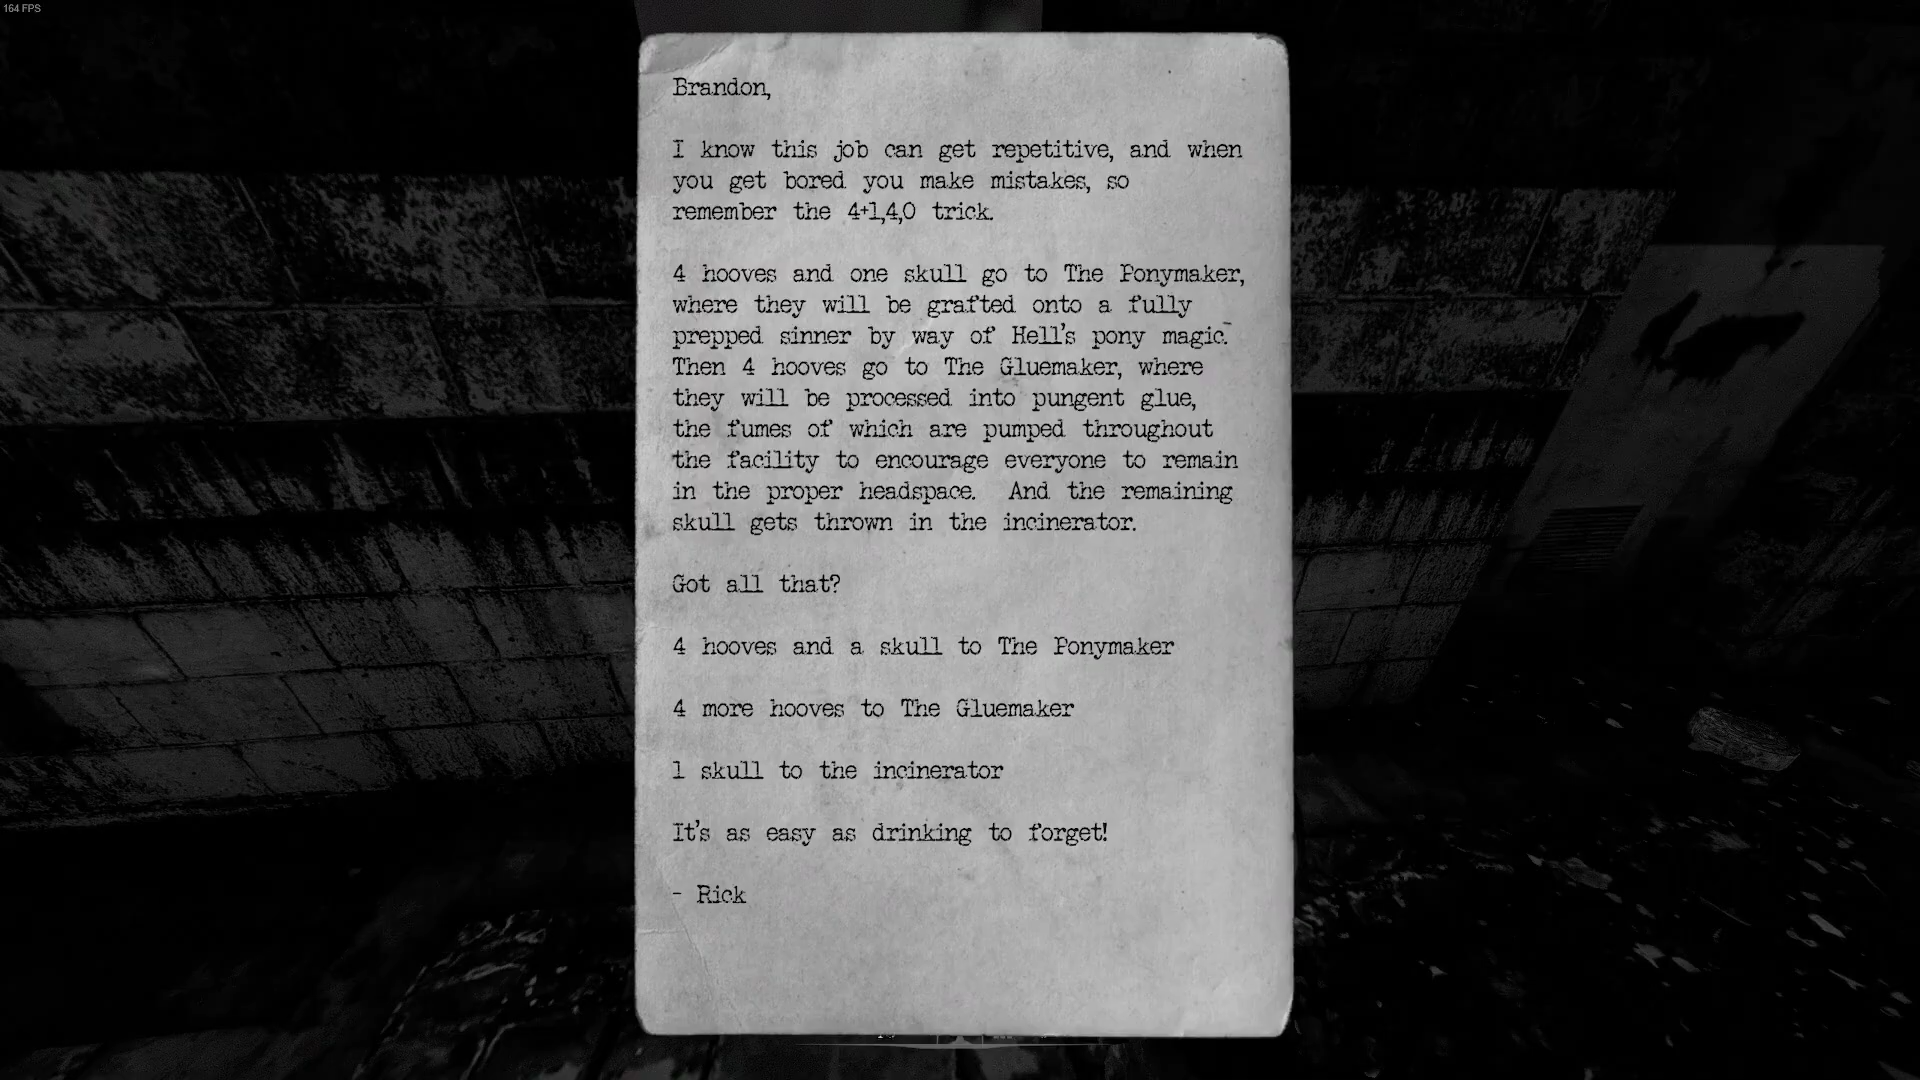 164 FPS
Brandon,
I know this job can get repetitive, and when
you get bored you make mistakes, so
remember the 4+1,4,0 trick.
4 hooves and one skull go to The Ponymaker,
where they will be grafted onto a fully
prepped sinner by way of Hell's pony magic.
Then 4 hooves go to The Gluemaker, where
they will be processed into pungent glue,
the fumes of which are pumped throughout
the facility to encourage everyone to remain
in the proper headspace.  And the remaining
skull gets thrown in the incinerator.
Got all that?
4 hooves and a skull to The Ponymaker
4 more hooves to The Gluemaker
1 skull to the incinerator
It's as easy as drinking to forget!
- Rick